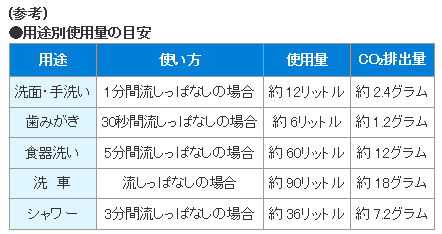 (参考)
●用途別使用量の目安
用途 使い方 使用量 CO₂排出量
洗面・手洗い 1分間流しっぱなしの場合 約12リットル 約2.4グラム
歯みがき 30秒間流しっぱなしの場合 約6リットル 約1.2グラム
食器洗い 5分間流しっぱなしの場合 約60リットル 約12グラム
洗 車 流しっぱなしの場合 約90リットル 約18グラム
シャワー 3分間流しっぱなしの場合 約36リットル 約7.2グラム